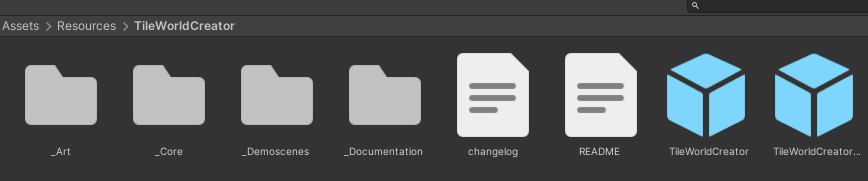 Assets > Resources > TileWorldCreator
_Art
_Core
_Demoscenes
_Documentation
changelog
README
TileWorldCreator
TileWorldCreator...